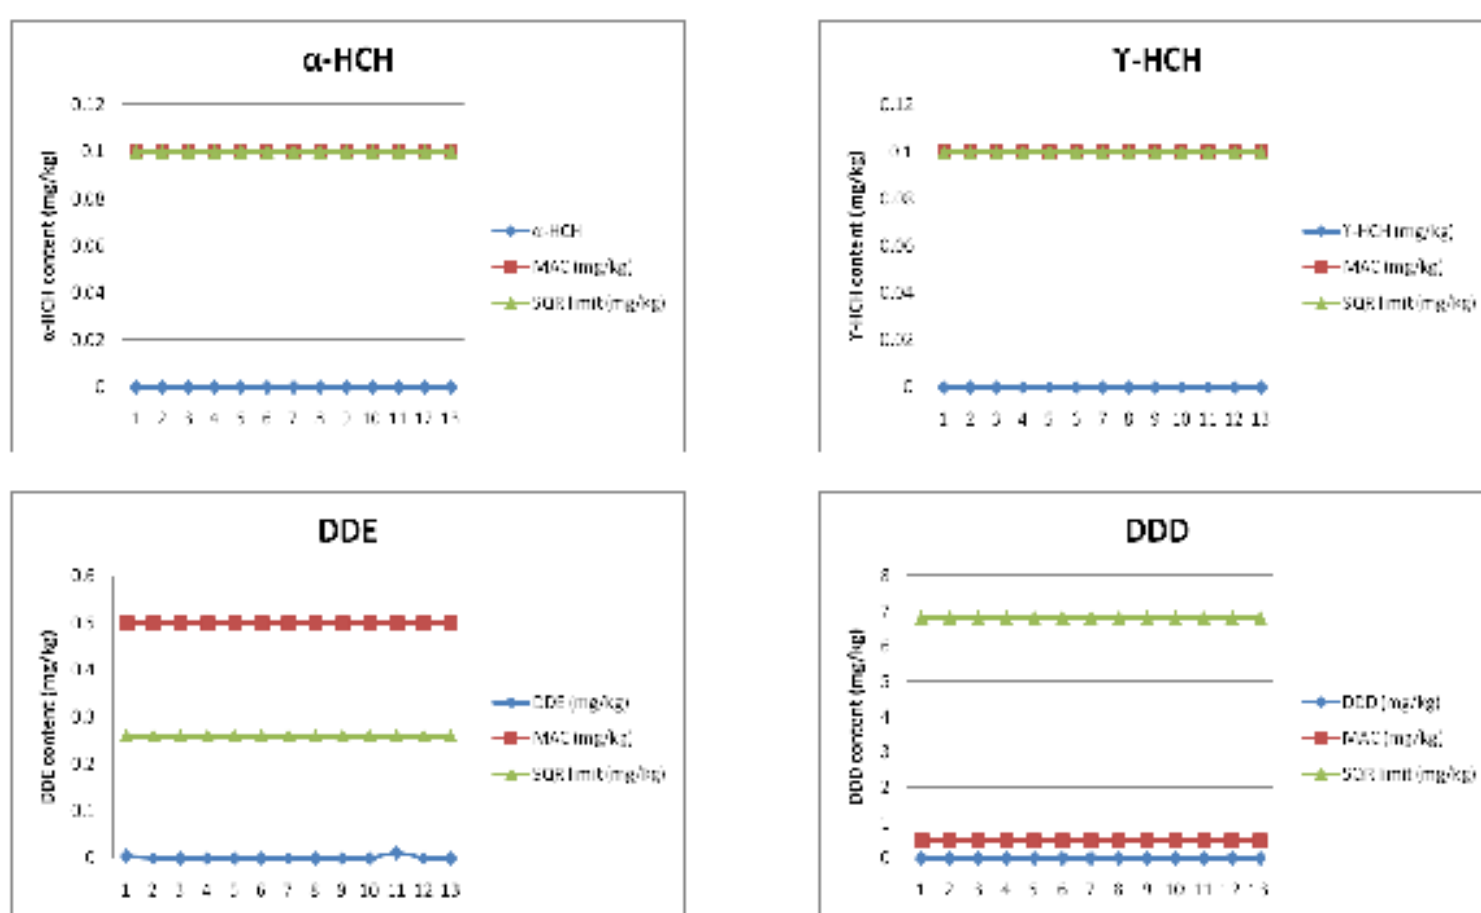 α-HCH
0.12
0.1
0.08
0.06
0.04
0.02
0
α-HCH content (mg/kg)
1 2 3 4 5 6 7 8 9 10 11 12 13
α-HCH
MAC (mg/kg)
SQR limit (mg/kg)
ϒ-HCH
0.12
0.1
0.08
0.06
0.04
0.02
0
ϒ-HCH content (mg/kg)
1 2 3 4 5 6 7 8 9 10 11 12 13
ϒ-HCH (mg/kg)
MAC (mg/kg)
SQR limit (mg/kg)
DDE
0.6
0.5
0.4
0.3
0.2
0.1
0
DDE content (mg/kg)
1 2 3 4 5 6 7 8 9 10 11 12 13
DDE (mg/kg)
MAC (mg/kg)
SQR limit (mg/kg)
DDD
8
7
6
5
4
3
2
1
0
DDD content (mg/kg)
1 2 3 4 5 6 7 8 9 10 11 12 13
DDD (mg/kg)
MAC (mg/kg)
SQR limit (mg/kg)